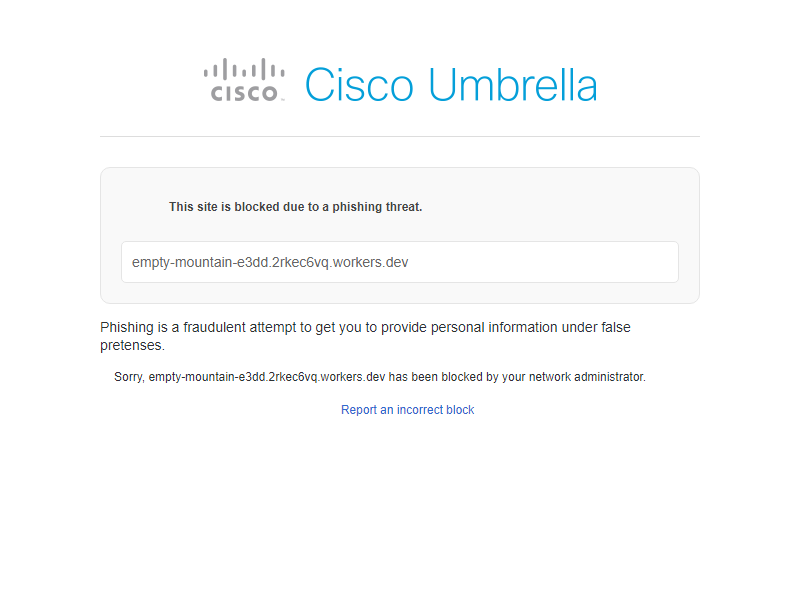 CISCO Cisco Umbrella
This site is blocked due to a phishing threat.
empty-mountain-e3dd.2rkec6vq.workers.dev
Phishing is a fraudulent attempt to get you to provide personal information under false
pretenses.
Sorry, empty-mountain-e3dd.2rkec6vq.workers.dev has been blocked by your network administrator.
Report an incorrect block